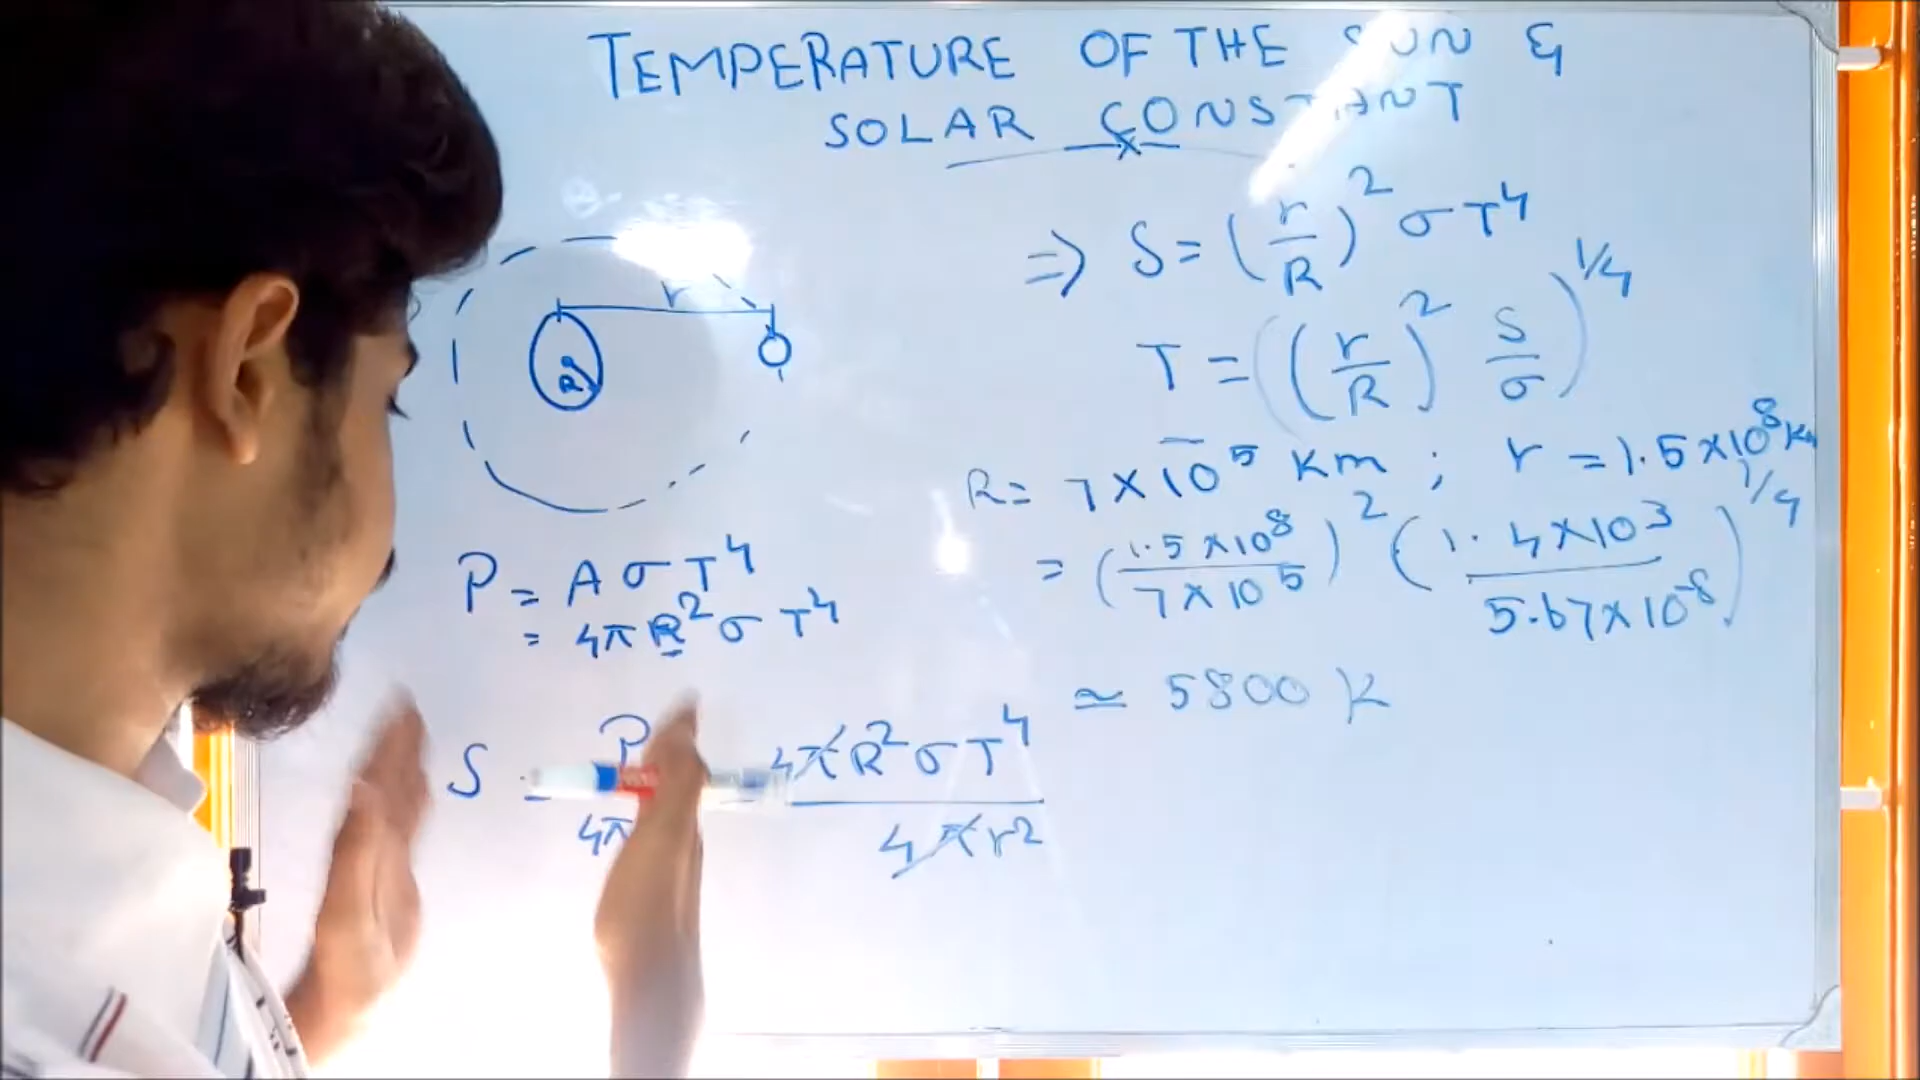 TEMPERATURE OF THE SUN &
SOLAR CONSTANT
r
R
P = AσT⁴
= 4πR²σT⁴
S = P
4π
4πR²σT⁴
4πr²
⇒ S = (r/R)² σT⁴
T = ((r/R)² S/σ)^1/4
R = 7×10⁵ Km ; r = 1.5×10⁸ Km
= (1.5×10⁸/7×10⁵)² (1.4×10³/5.67×10⁻⁸)^1/4
≃ 5800 K